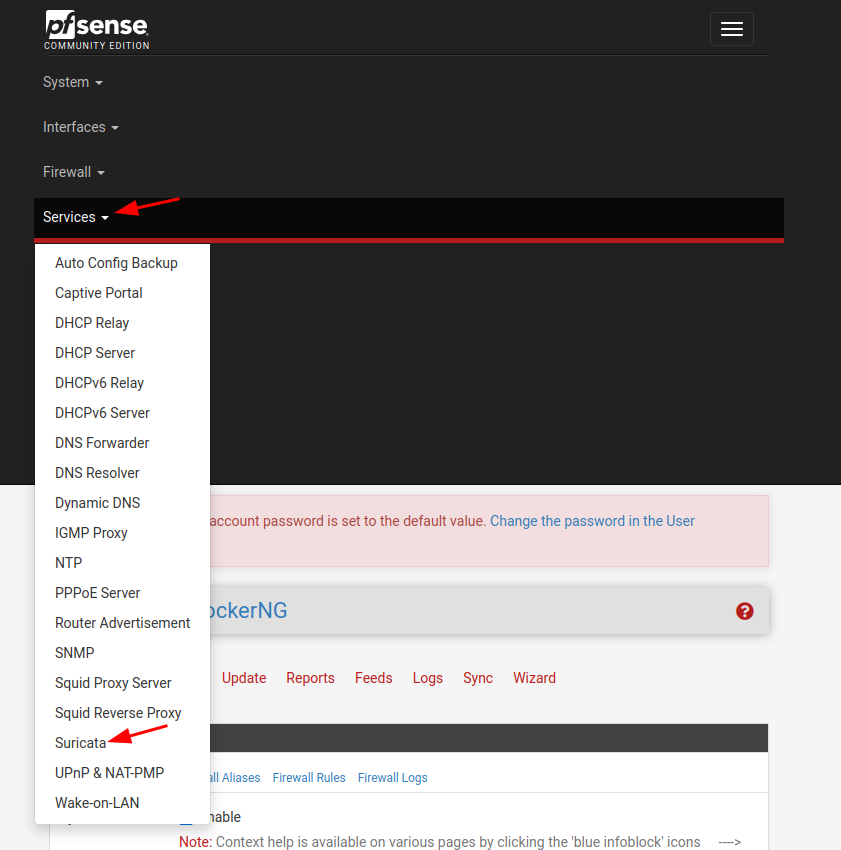 pfsense
COMMUNITY EDITION
System
Interfaces
Firewall
Services
Auto Config Backup
Captive Portal
DHCP Relay
DHCP Server
DHCPv6 Relay
DHCPv6 Server
DNS Forwarder
DNS Resolver
Dynamic DNS
IGMP Proxy
NTP
PPPoE Server
Router Advertisement
SNMP
Squid Proxy Server
Squid Reverse Proxy
Suricata
UPnP & NAT-PMP
Wake-on-LAN
account password is set to the default value. Change the password in the User
ockerNG
Update Reports Feeds Logs Sync Wizard
all Aliases Firewall Rules Firewall Logs
nable
Note: Context help is available on various pages by clicking the 'blue infoblock' icons ---->